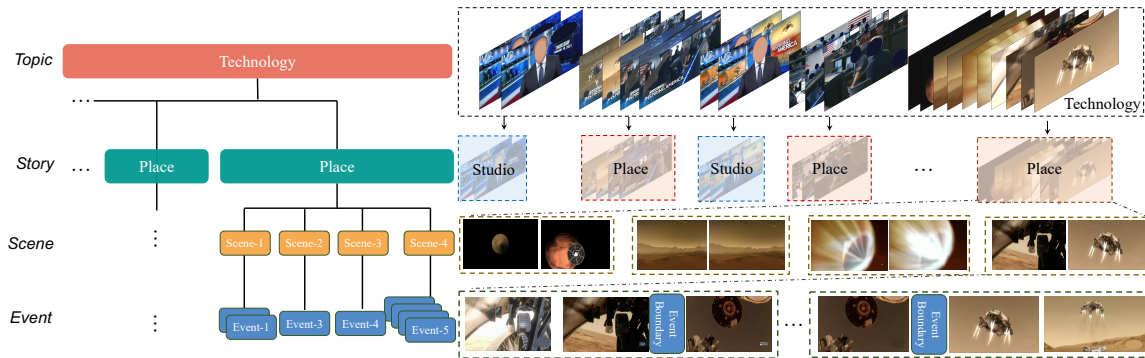 Topic
Technology
Technology
…
Story
…
Place
Place
Studio
Place
Studio
Place
…
Place
Scene
⋮
Scene-1
Scene-2
Scene-3
Scene-4
Event
⋮
Event-1
Event-3
Event-4
Event-5
Event
Boundary
…
Event
Boundary